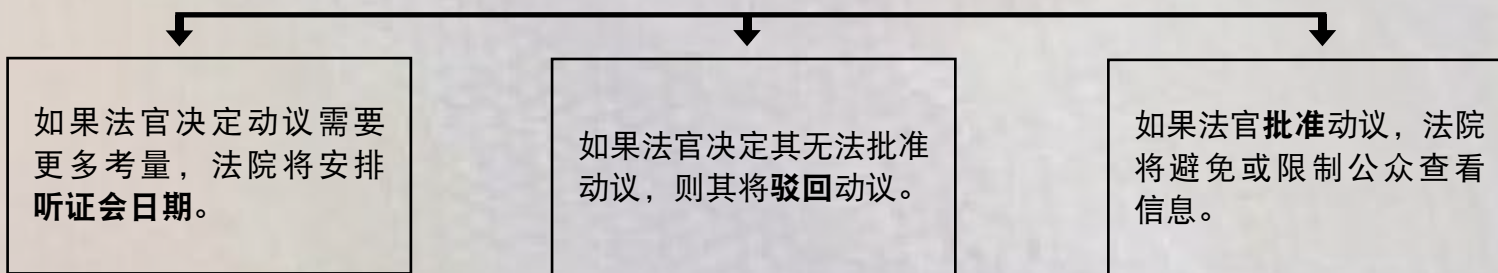 如果法官决定动议需要
更多考量，法院将安排
听证会日期。
如果法官决定其无法批准
动议，则其将驳回动议。
如果法官批准动议，法院
将避免或限制公众查看
信息。